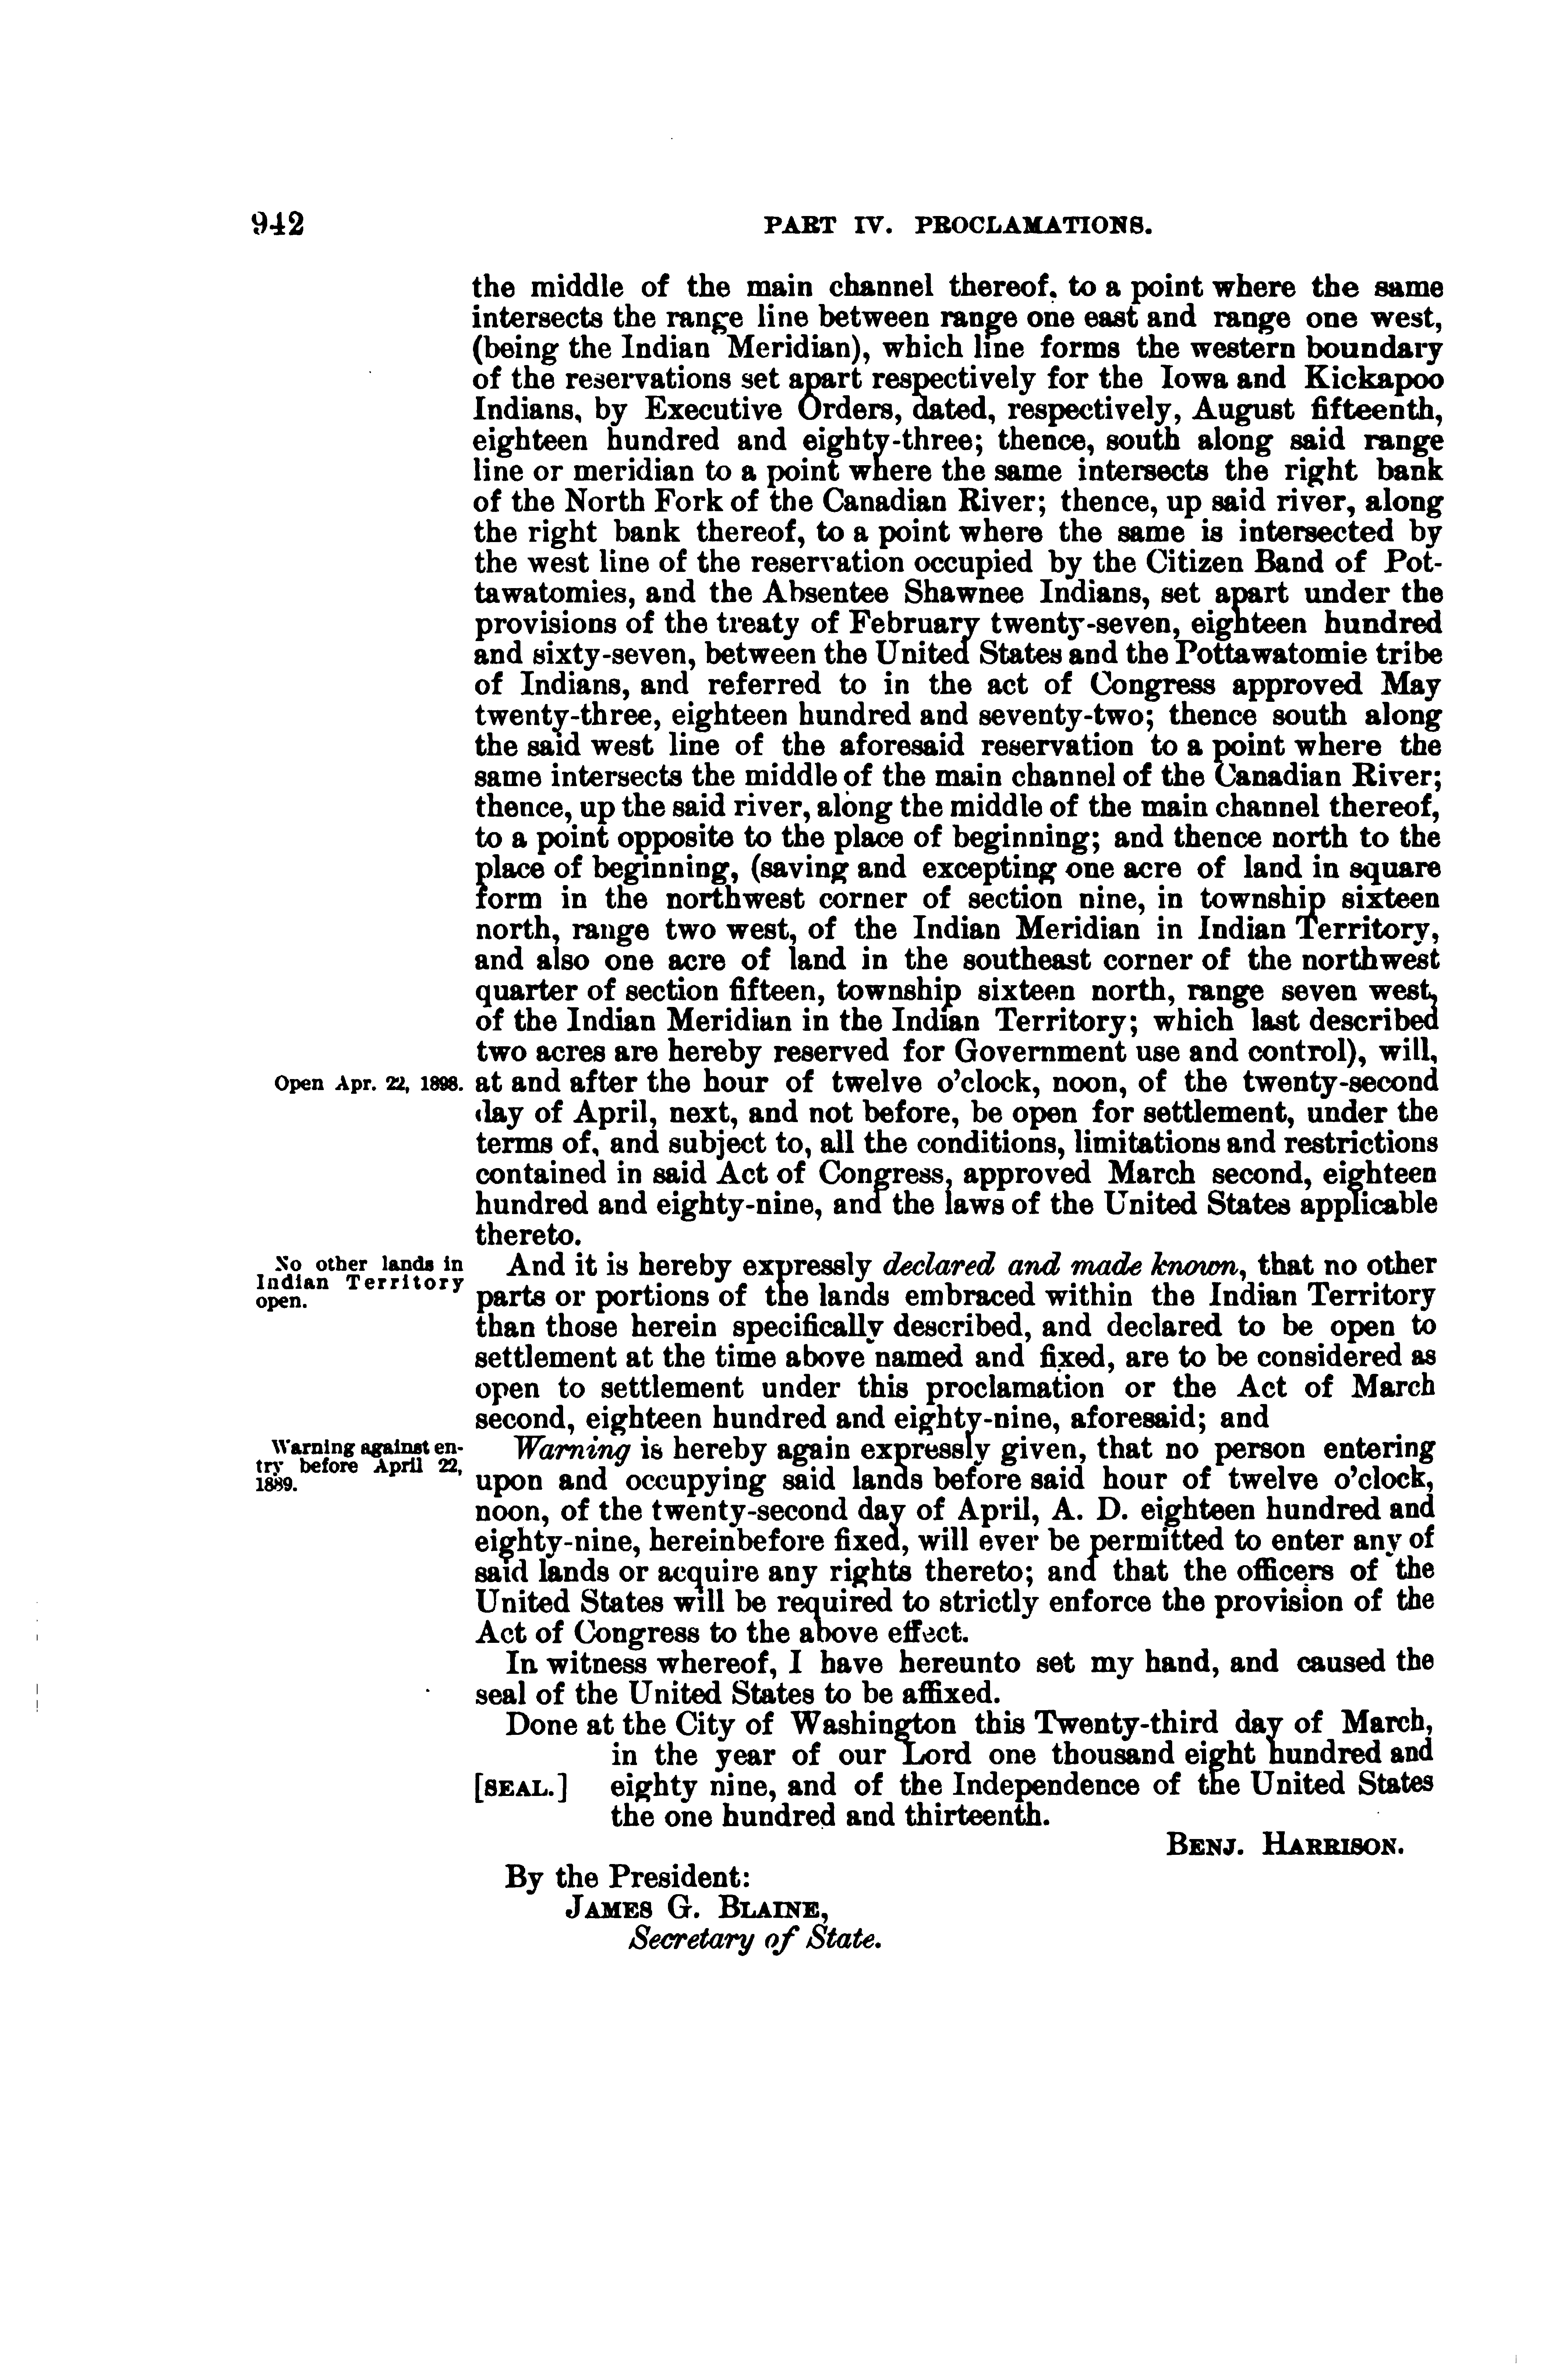 942
PART IV. PROCLAMATIONS.
the middle of the main channel thereof, to a point where the same
intersects the range line between range one east and range one west,
(being the Indian Meridian), which line forms the western boundary
of the reservations set apart respectively for the Iowa and Kickapoo
Indians, by Executive Orders, dated, respectively, August fifteenth,
eighteen hundred and eighty-three; thence, south along said range
line or meridian to a point where the same intersects the right bank
of the North Fork of the Canadian River; thence, up said river, along
the right bank thereof, to a point where the same is intersected by
the west line of the reservation occupied by the Citizen Band of Pot-
tawatomies, and the Absentee Shawnee Indians, set apart under the
provisions of the treaty of February twenty-seven, eighteen hundred
and sixty-seven, between the United States and the Pottawatomie tribe
of Indians, and referred to in the act of Congress approved May
twenty-three, eighteen hundred and seventy-two; thence south along
the said west line of the aforesaid reservation to a point where the
same intersects the middle of the main channel of the Canadian River;
thence, up the said river, along the middle of the main channel thereof,
to a point opposite to the place of beginning; and thence north to the
place of beginning, (saving and excepting one acre of land in square
form in the northwest corner of section nine, in township sixteen
north, range two west, of the Indian Meridian in Indian Territory,
and also one acre of land in the southeast corner of the northwest
quarter of section fifteen, township sixteen north, range seven west,
of the Indian Meridian in the Indian Territory; which last described
two acres are hereby reserved for Government use and control), will,
Open Apr. 22, 1898.
at and after the hour of twelve o'clock, noon, of the twenty-second
day of April, next, and not before, be open for settlement, under the
terms of, and subject to, all the conditions, limitations and restrictions
contained in said Act of Congress, approved March second, eighteen
hundred and eighty-nine, and the laws of the United States applicable
thereto.
No other lands in
Indian Territory
open.
And it is hereby expressly declared and made known, that no other
parts or portions of the lands embraced within the Indian Territory
than those herein specifically described, and declared to be open to
settlement at the time above named and fixed, are to be considered as
open to settlement under this proclamation or the Act of March
second, eighteen hundred and eighty-nine, aforesaid; and
Warning against en-
try before April 22,
1889.
Warning is hereby again expressly given, that no person entering
upon and occupying said lands before said hour of twelve o'clock,
noon, of the twenty-second day of April, A. D. eighteen hundred and
eighty-nine, hereinbefore fixed, will ever be permitted to enter any of
said lands or acquire any rights thereto; and that the officers of the
United States will be required to strictly enforce the provision of the
Act of Congress to the above effect.
In witness whereof, I have hereunto set my hand, and caused the
seal of the United States to be affixed.
Done at the City of Washington this Twenty-third day of March,
in the year of our Lord one thousand eight hundred and
[SEAL.] eighty nine, and of the Independence of the United States
the one hundred and thirteenth.
BENJ. HARRISON.
By the President:
JAMES G. BLAINE,
Secretary of State.